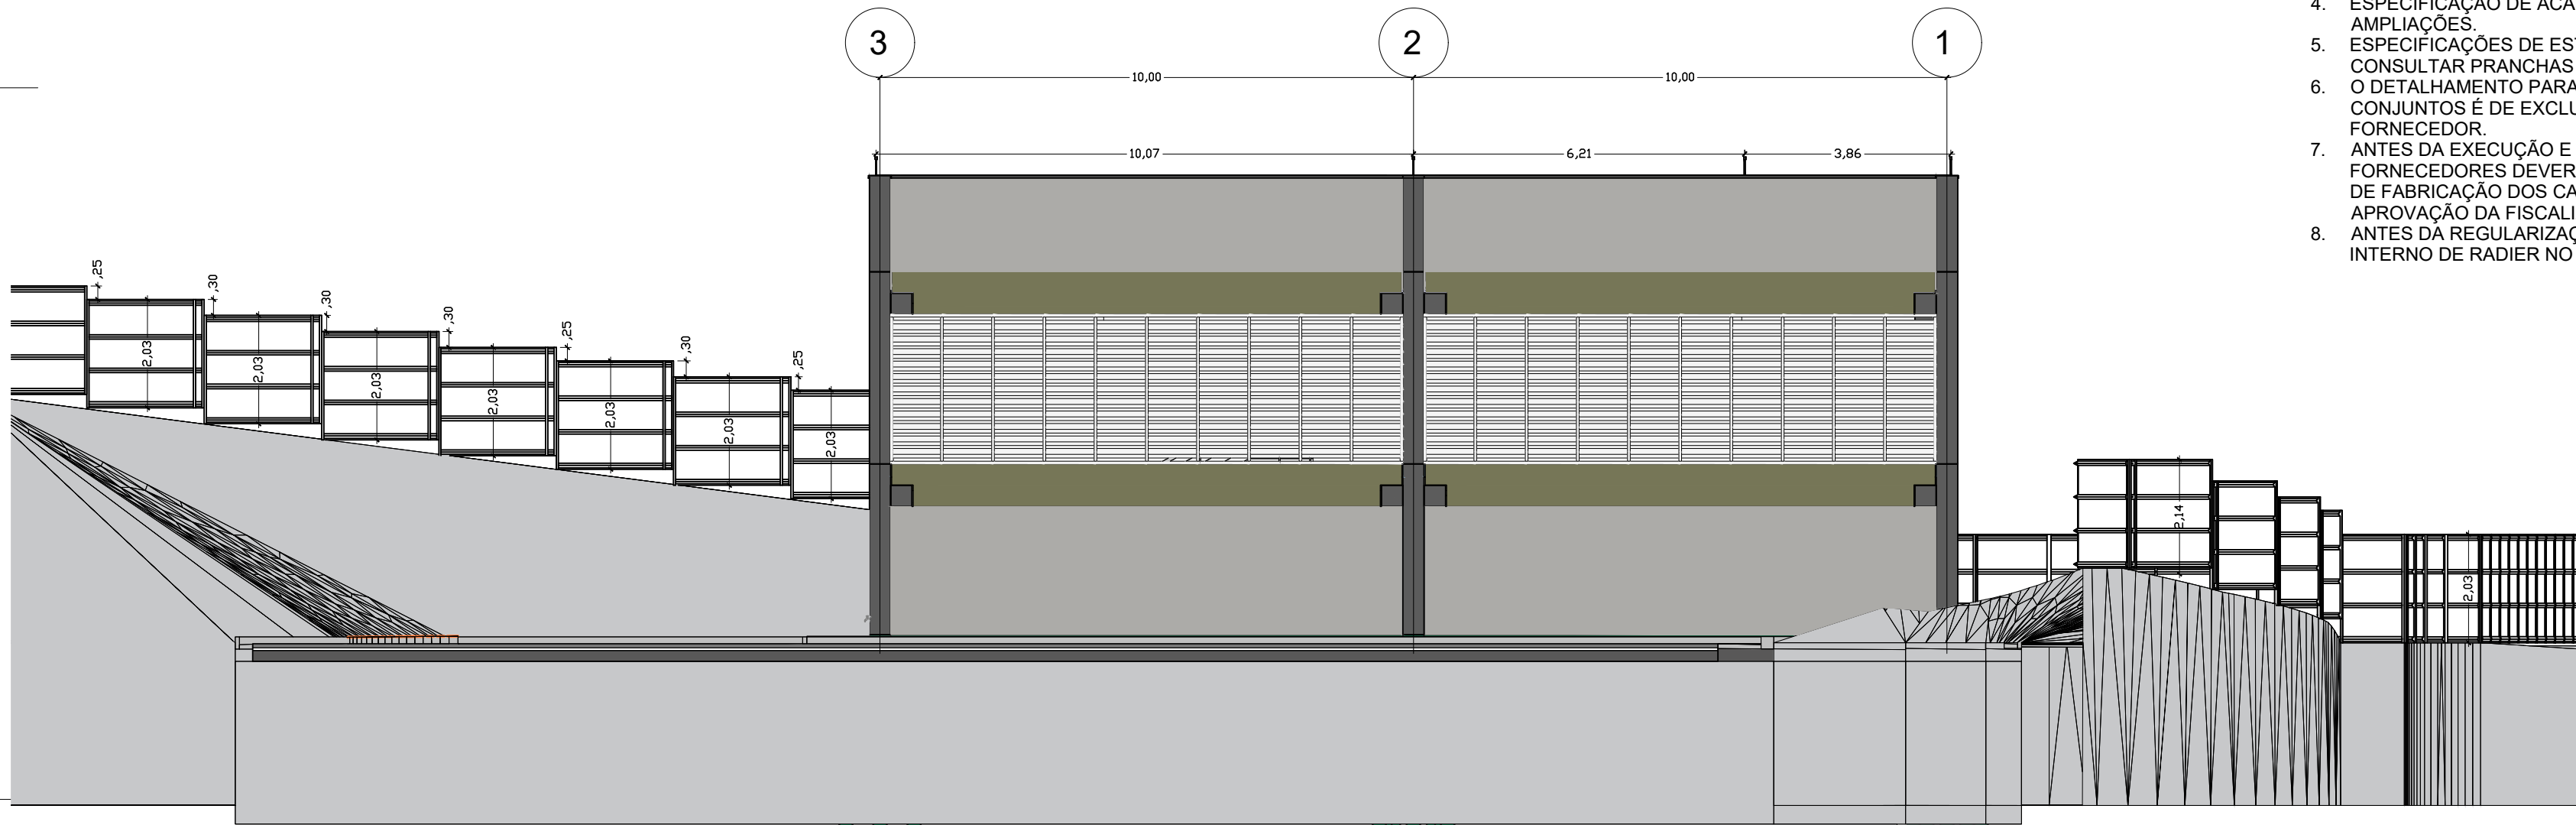 3
2
1
10,00
10,00
10,07
6,21
3,86
,25
,30
,30
,30
,25
,30
,25
2,03
2,03
2,03
2,03
2,03
2,03
2,03
2,14
2,03
4. ESPECIFICAÇÃO DE ACA
AMPLIAÇÕES.
5. ESPECIFICAÇÕES DE ES
CONSULTAR PRANCHAS
6. O DETALHAMENTO PARA
CONJUNTOS É DE EXCLU
FORNECEDOR.
7. ANTES DA EXECUÇÃO E
FORNECEDORES DEVER
DE FABRICAÇÃO DOS CA
APROVAÇÃO DA FISCALI
8. ANTES DA REGULARIZAÇ
INTERNO DE RADIER NO